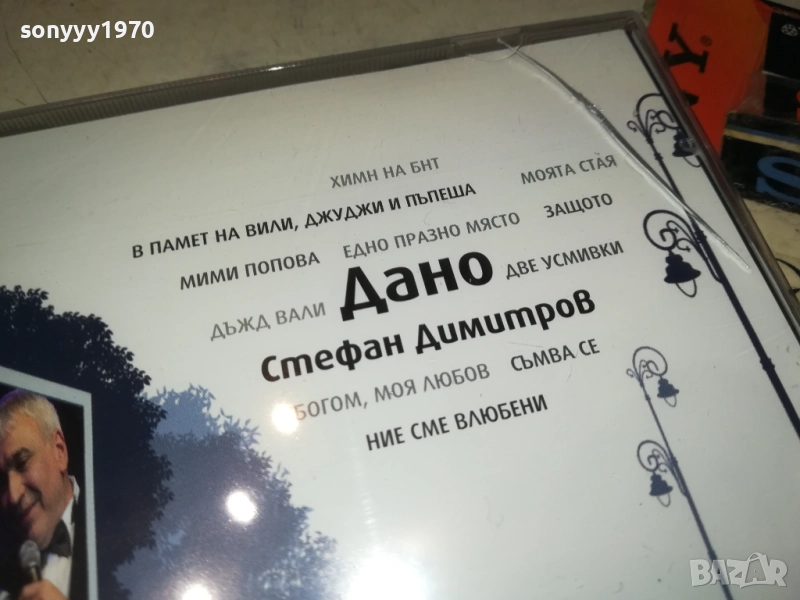 sonyyy1970
ХИМН НА БНТ
МОЯТА СТАЯ
В ПАМЕТ НА ВИЛИ, ДЖУДЖИ И ПЪПЕША
ЗАЩОТО
МИМИ ПОПОВА
ЕДНО ПРАЗНО МЯСТО
ДЪЖД ВАЛИ
Дано
ДВЕ УСМИВКИ
Стефан Димитров
БОГОМ, МОЯ ЛЮБОВ
СЪМВА СЕ
НИЕ СМЕ ВЛЮБЕНИ
BAZAR